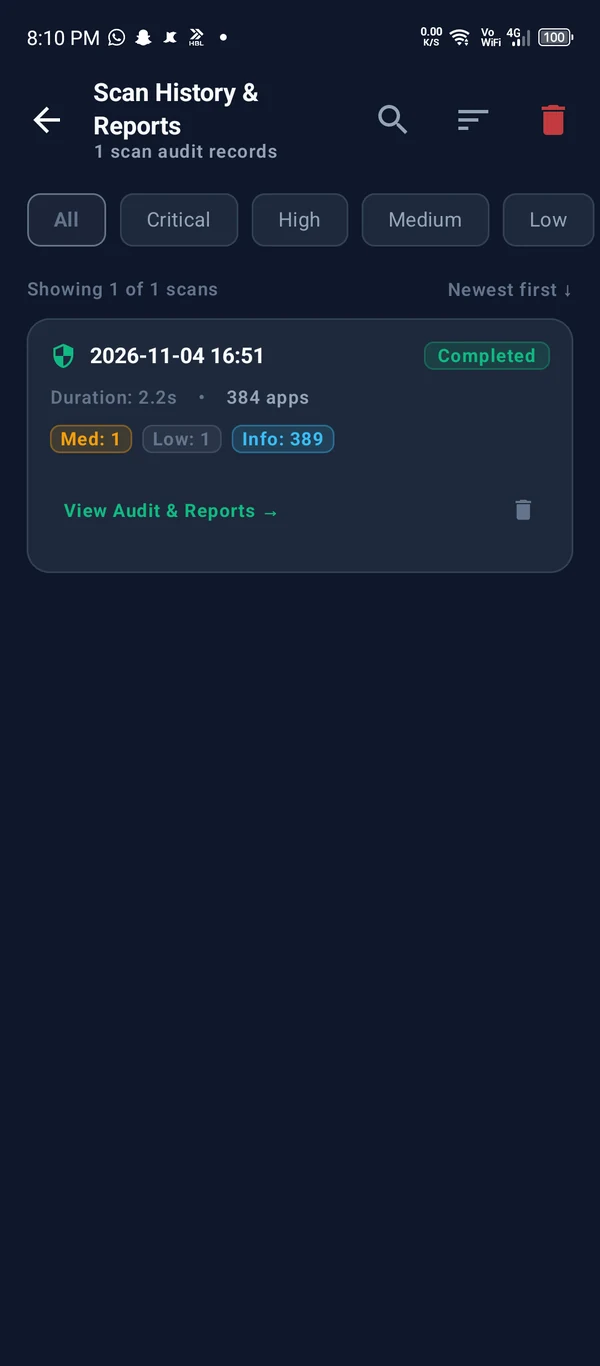 8:10 PM HBL 0.00 K/S Vo WiFi 4G 100
Scan History &
Reports
1 scan audit records
All Critical High Medium Low
Showing 1 of 1 scans Newest first ↓
2026-11-04 16:51 Completed
Duration: 2.2s • 384 apps
Med: 1 Low: 1 Info: 389
View Audit & Reports →